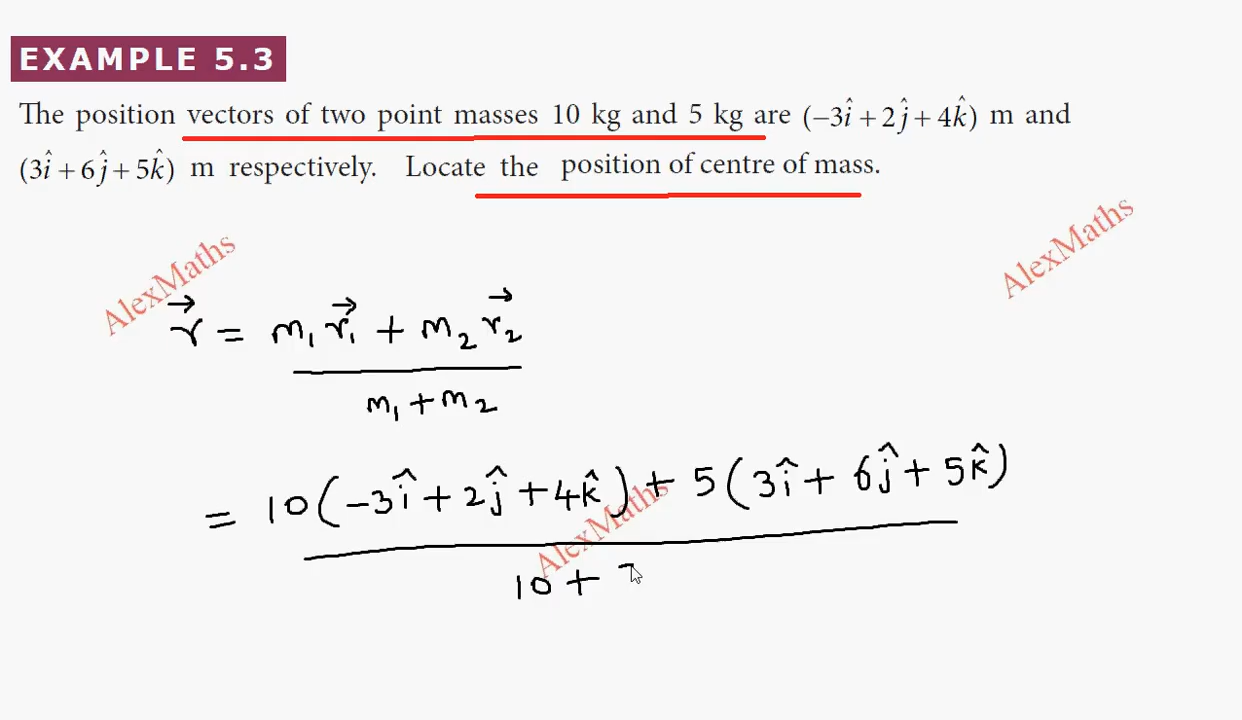 EXAMPLE 5.3
The position vectors of two point masses 10 kg and 5 kg are (−3î + 2ĵ + 4k̂) m and
(3î + 6ĵ + 5k̂) m respectively. Locate the position of centre of mass.
AlexMaths
AlexMaths
r⃗ = m₁r⃗₁ + m₂r⃗₂
m₁ + m₂
= 10(−3î + 2ĵ + 4k̂) + 5(3î + 6ĵ + 5k̂)
AlexMaths
10 +